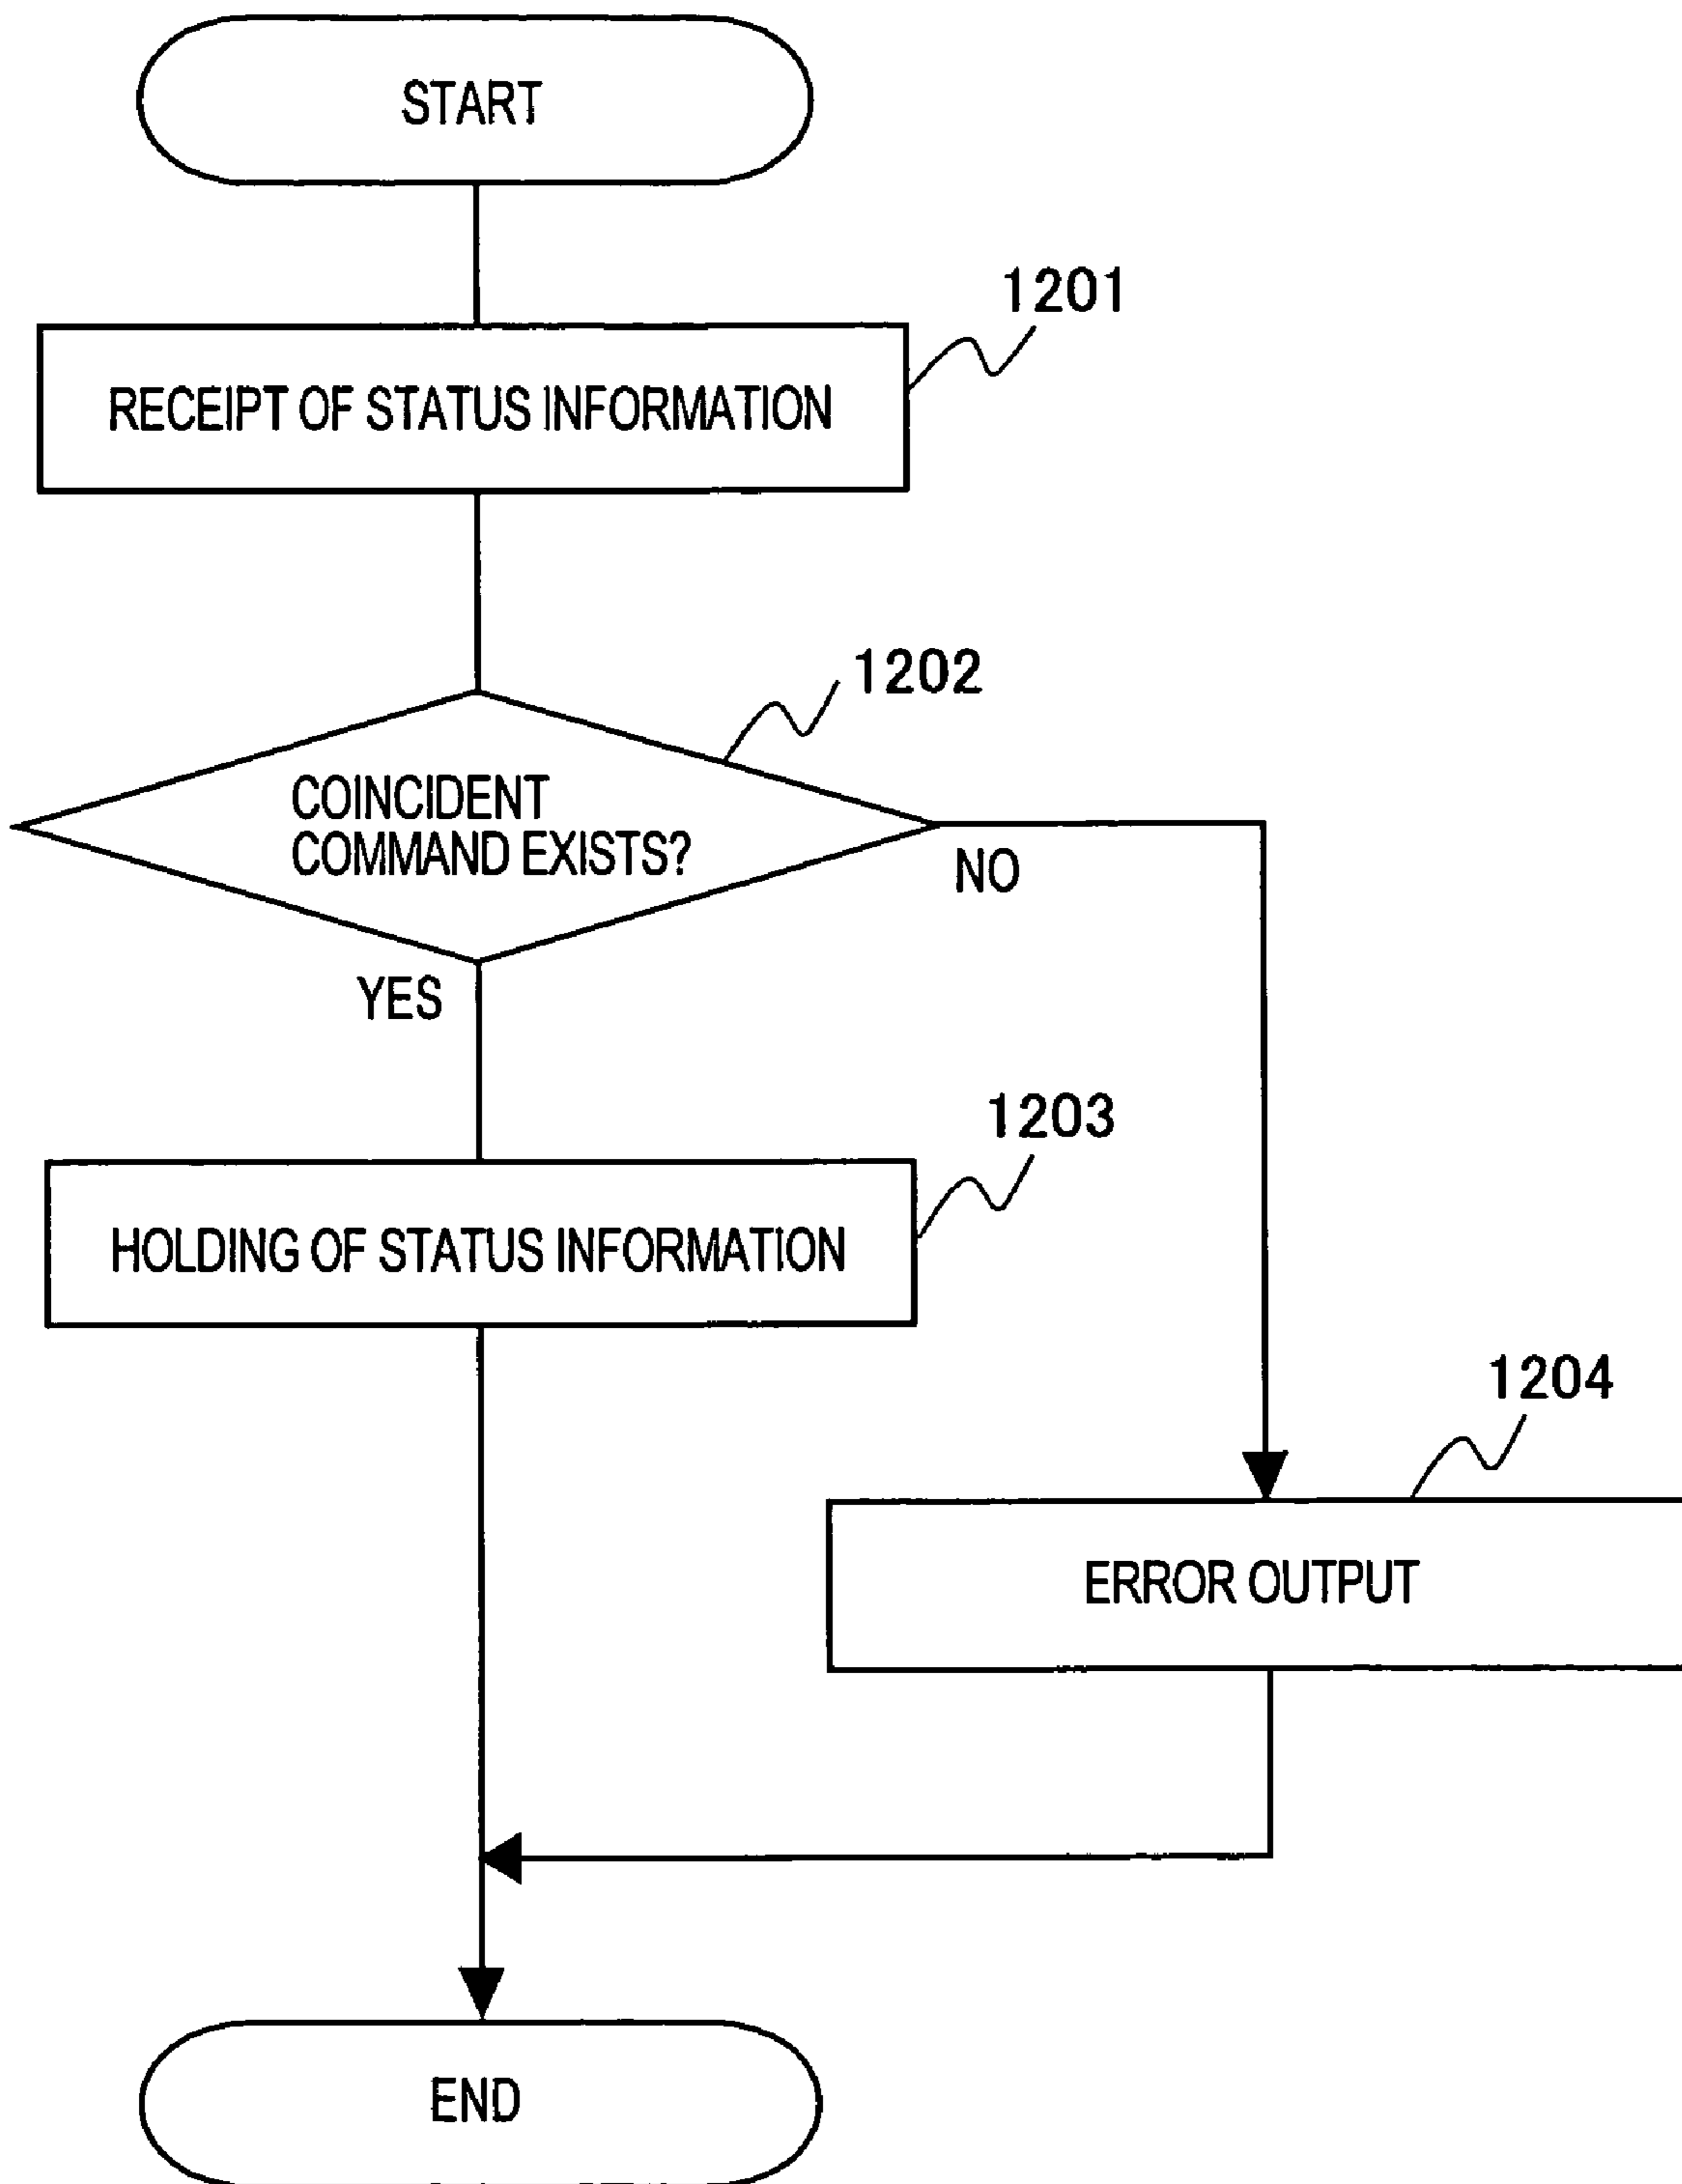 START
1201
RECEIPT OF STATUS INFORMATION
1202
COINCIDENT
COMMAND EXISTS?
NO
YES
1203
HOLDING OF STATUS INFORMATION
1204
ERROR OUTPUT
END